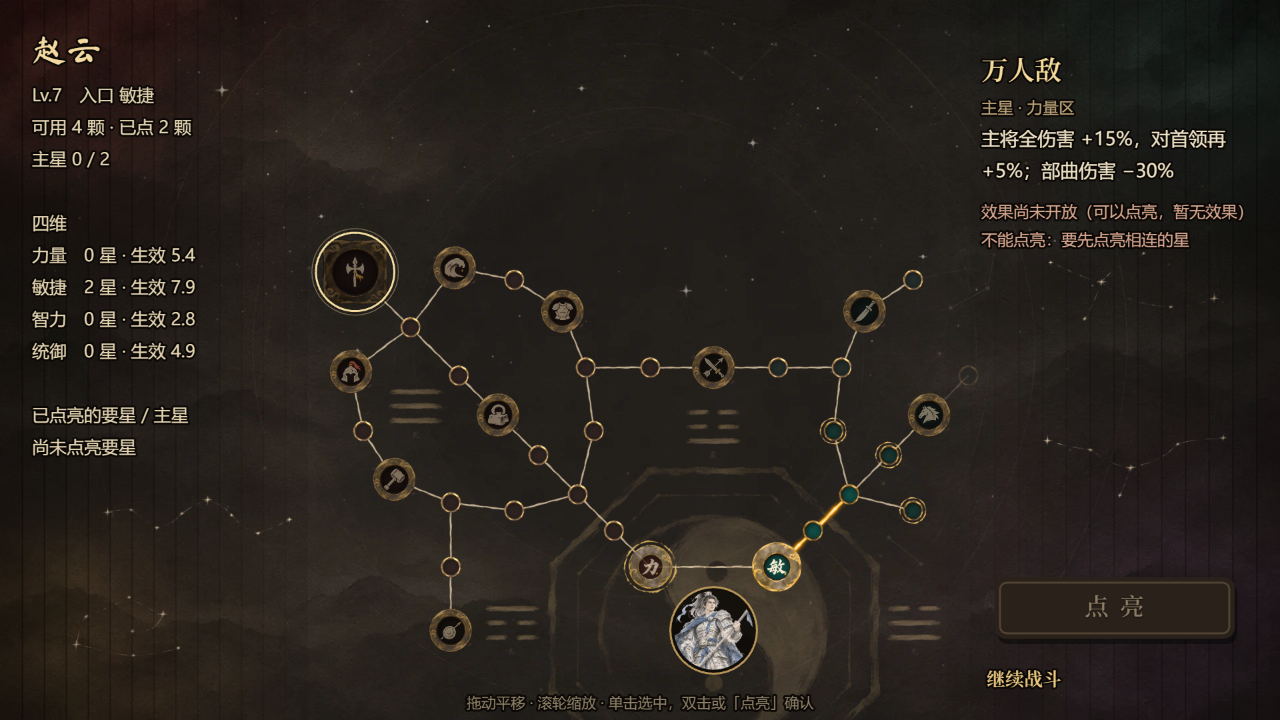 赵云
Lv.7 入口 敏捷
可用 4 颗 · 已点 2 颗
主星 0 / 2
四维
力量 0 星 · 生效 5.4
敏捷 2 星 · 生效 7.9
智力 0 星 · 生效 2.8
统御 0 星 · 生效 4.9
已点亮的要星 / 主星
尚未点亮要星
力
敏
万人敌
主星 · 力量区
主将全伤害 +15%，对首领再
+5%；部曲伤害 −30%
效果尚未开放（可以点亮，暂无效果）
不能点亮：要先点亮相连的星
点亮
继续战斗
拖动平移 · 滚轮缩放 · 单击选中，双击或「点亮」确认